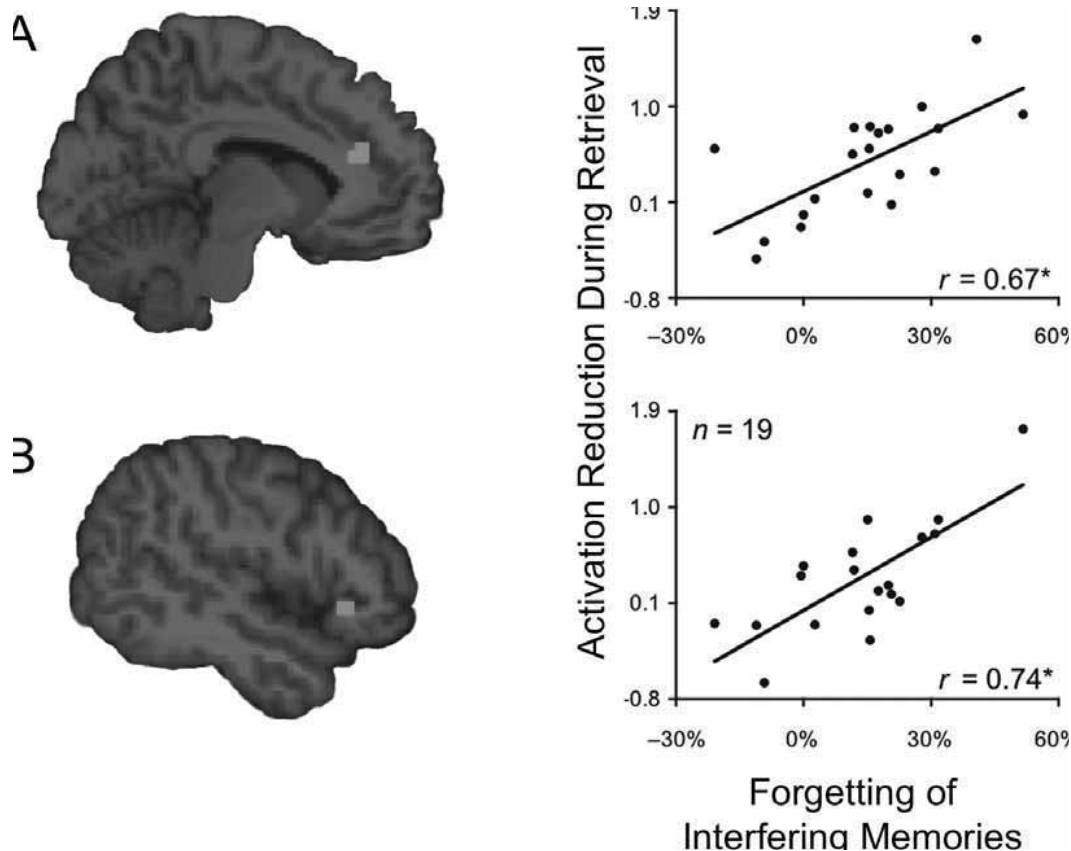 A
Activation Reduction During Retrieval
1.9
1.0
0.1
-0.8
r = 0.67*
–30%
0%
30%
60%
B
1.9
1.0
0.1
-0.8
n = 19
r = 0.74*
–30%
0%
30%
60%
Forgetting of
Interfering Memories